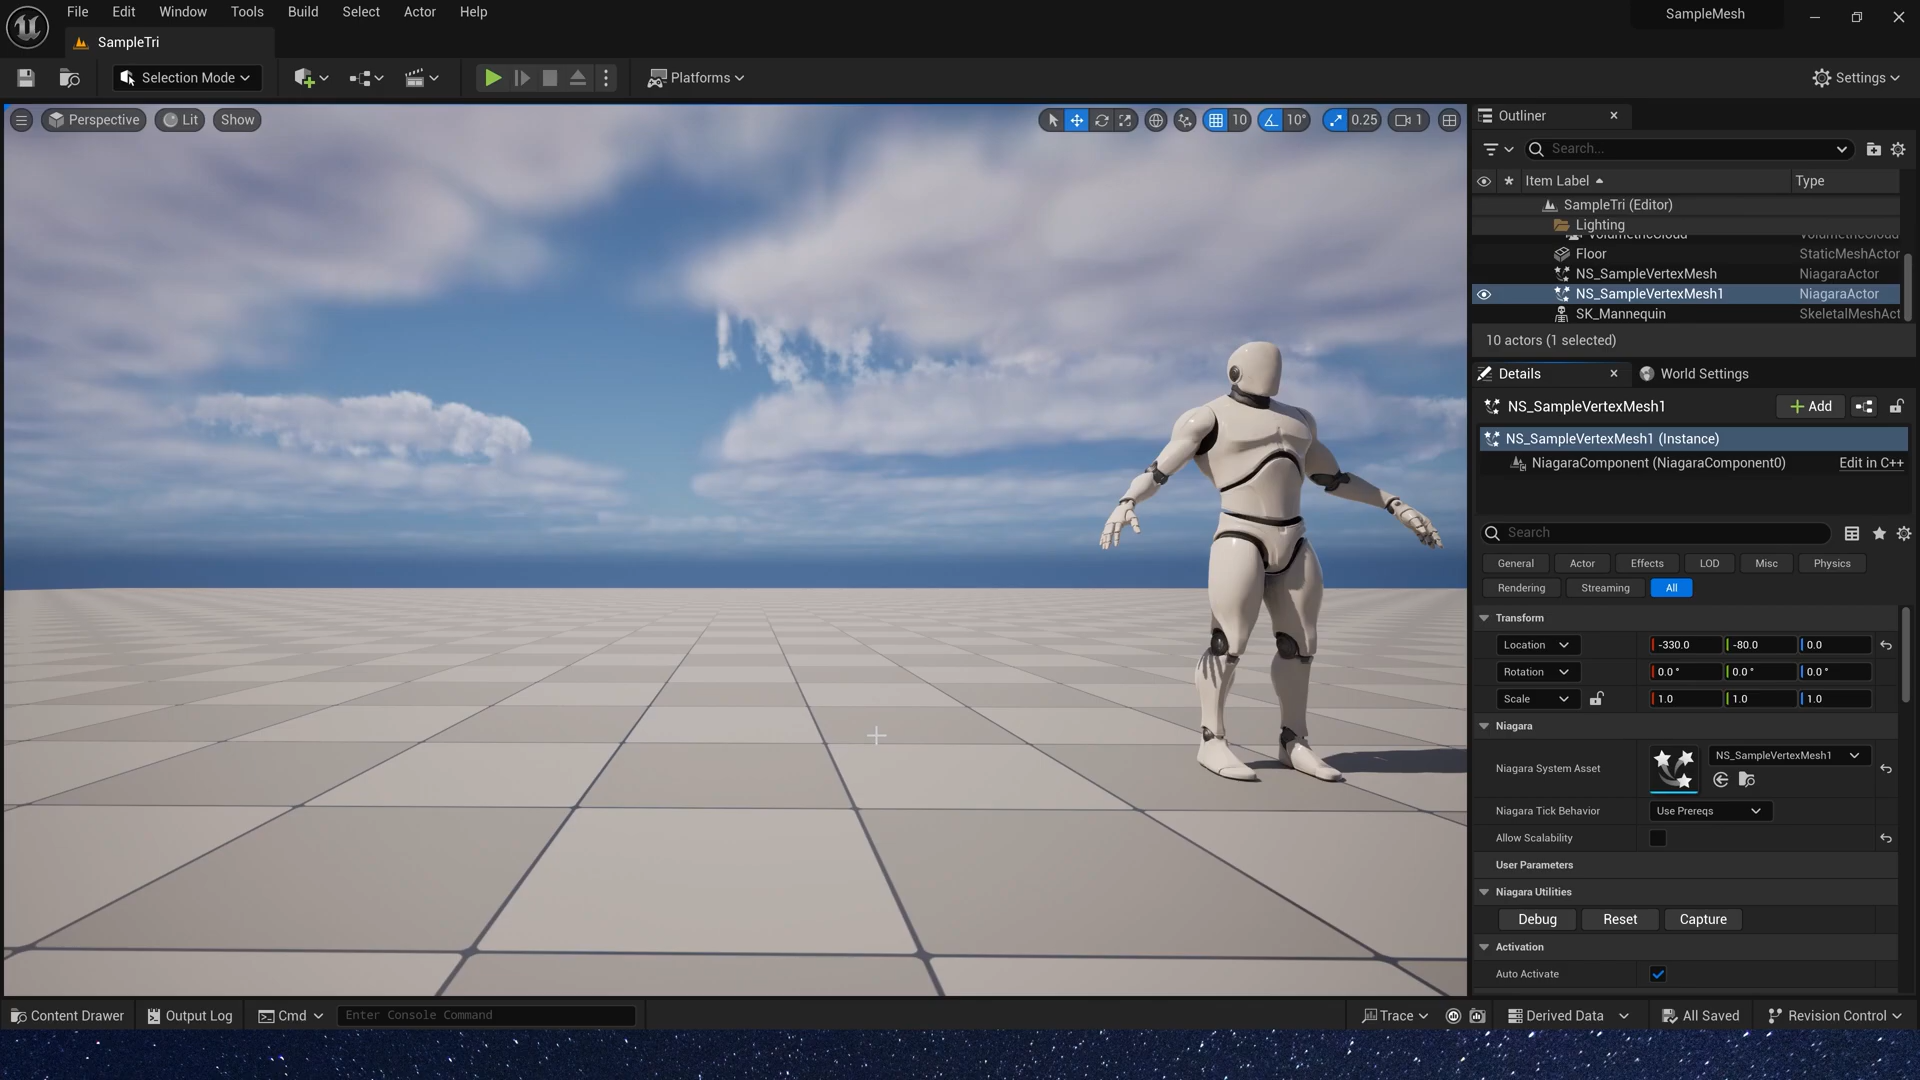 File Edit Window Tools Build Select Actor Help
SampleMesh
SampleTri
Selection Mode
Platforms
Settings
Perspective Lit Show
10 10° 0.25 1
Outliner
Search...
Item Label Type
SampleTri (Editor)
Lighting
VolumetricCloud VolumetricCloud
Floor StaticMeshActor
NS_SampleVertexMesh NiagaraActor
NS_SampleVertexMesh1 NiagaraActor
SK_Mannequin SkeletalMeshAct
10 actors (1 selected)
Details World Settings
NS_SampleVertexMesh1 Add
NS_SampleVertexMesh1 (Instance)
NiagaraComponent (NiagaraComponent0) Edit in C++
Search
General Actor Effects LOD Misc Physics
Rendering Streaming All
Transform
Location -330.0 -80.0 0.0
Rotation 0.0° 0.0° 0.0°
Scale 1.0 1.0 1.0
Niagara
Niagara System Asset NS_SampleVertexMesh1
Niagara Tick Behavior Use Prereqs
Allow Scalability
User Parameters
Niagara Utilities
Debug Reset Capture
Activation
Auto Activate
Content Drawer Output Log Cmd Enter Console Command
Trace Derived Data All Saved Revision Control